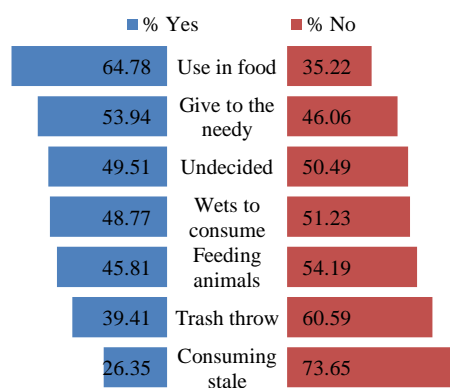 % Yes % No
64.78 Use in food 35.22
53.94 Give to the needy 46.06
49.51 Undecided 50.49
48.77 Wets to consume 51.23
45.81 Feeding animals 54.19
39.41 Trash throw 60.59
26.35 Consuming stale 73.65